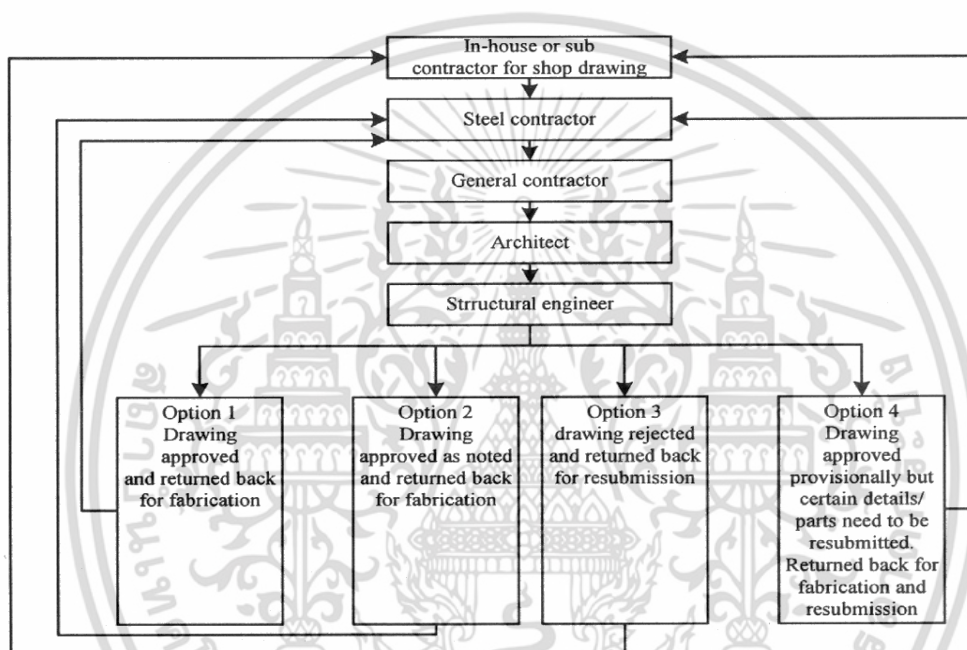 In-house or sub
contractor for shop drawing
Steel contractor
General contractor
Architect
Strructural engineer
Option 1
Drawing
approved
and returned back
for fabrication
Option 2
Drawing
approved as noted
and returned back
for fabrication
Option 3
drawing rejected
and returned back
for resubmission
Option 4
Drawing
approved
provisionally but
certain details/
parts need to be
resubmitted.
Returned back for
fabrication and
resubmission